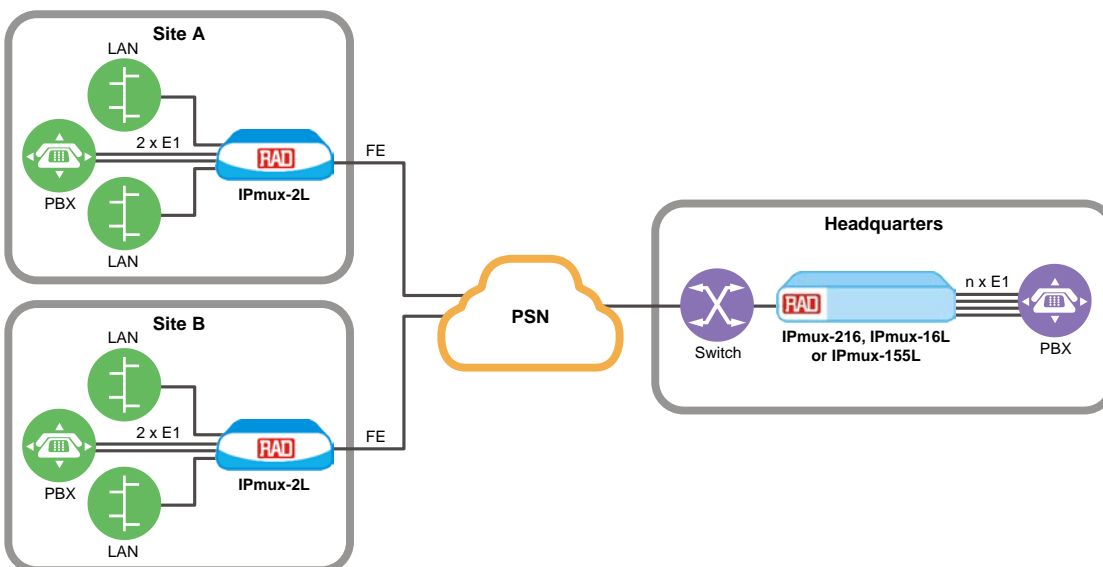 Site A
LAN
2 x E1
PBX
RAD
IPmux-2L
FE
LAN
Site B
LAN
2 x E1
PBX
RAD
IPmux-2L
FE
LAN
PSN
Headquarters
Switch
RAD
IPmux-216, IPmux-16L
or IPmux-155L
n x E1
PBX